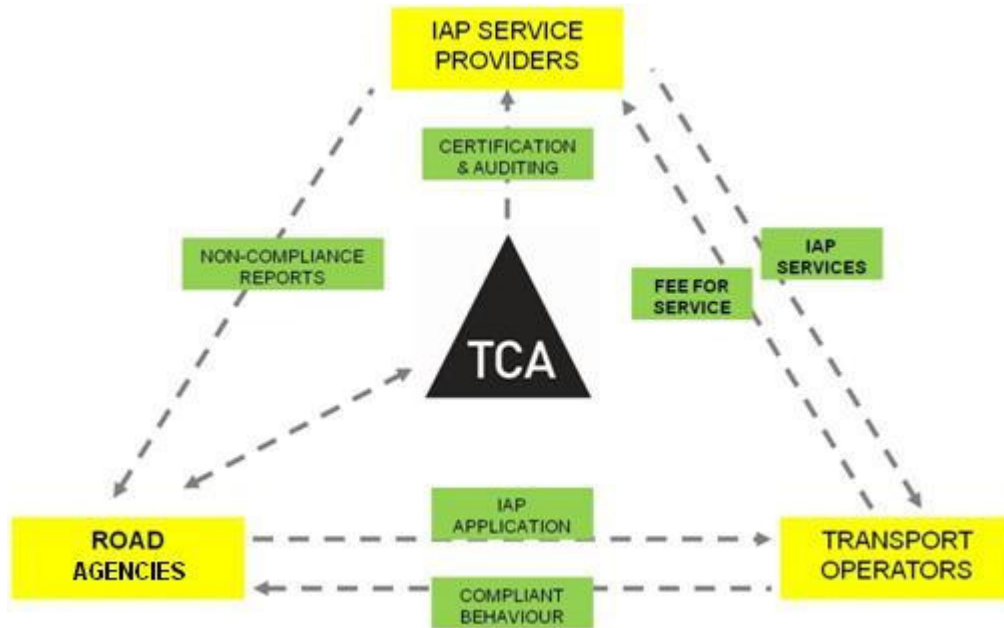 IAP SERVICE
PROVIDERS
CERTIFICATION
& AUDITING
NON-COMPLIANCE
REPORTS
IAP
SERVICES
FEE FOR
SERVICE
TCA
IAP
APPLICATION
ROAD
AGENCIES
TRANSPORT
OPERATORS
COMPLIANT
BEHAVIOUR